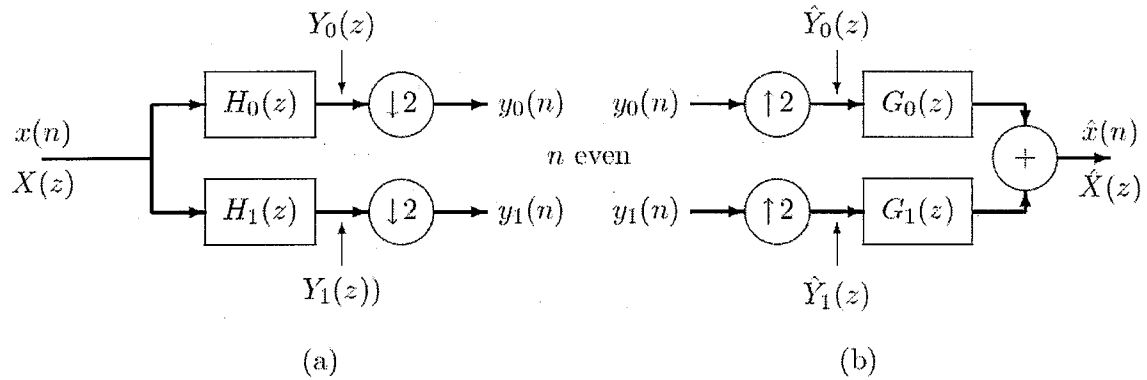 Y₀(z) Ŷ₀(z)
H₀(z) ↓2 y₀(n) y₀(n) ↑2 G₀(z)
x(n) n even + x̂(n)
X(z) X̂(z)
H₁(z) ↓2 y₁(n) y₁(n) ↑2 G₁(z)
Y₁(z)) Ŷ₁(z)
(a) (b)